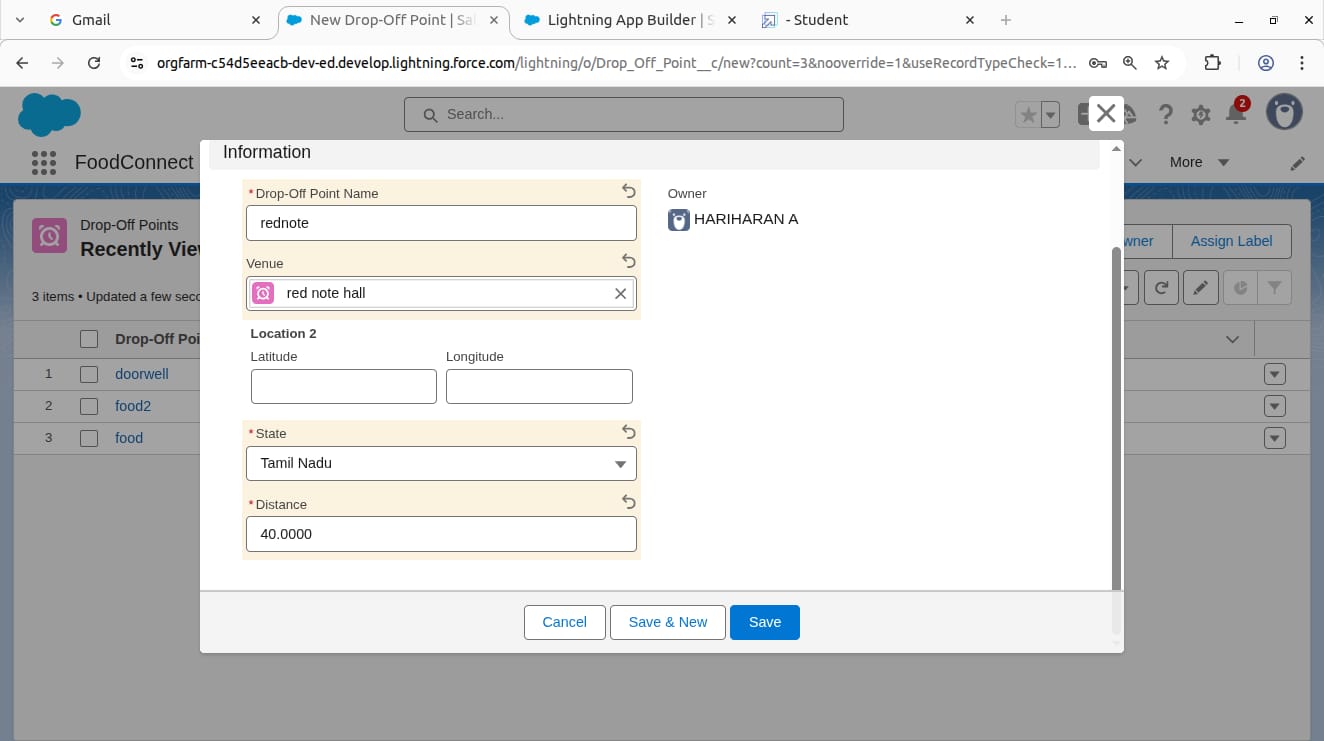 Gmail
New Drop-Off Point | Sal
Lightning App Builder | S
- Student
orgfarm-c54d5eeacb-dev-ed.develop.lightning.force.com/lightning/o/Drop_Off_Point__c/new?count=3&nooverride=1&useRecordTypeCheck=1...
Search...
2
FoodConnect
More
Drop-Off Points
Recently Vie
3 items • Updated a few seco
wner
Assign Label
Drop-Off Poi
1 doorwell
2 food2
3 food
Information
*Drop-Off Point Name
rednote
Owner
HARIHARAN A
Venue
red note hall
Location 2
Latitude Longitude
*State
Tamil Nadu
*Distance
40.0000
Cancel Save & New Save